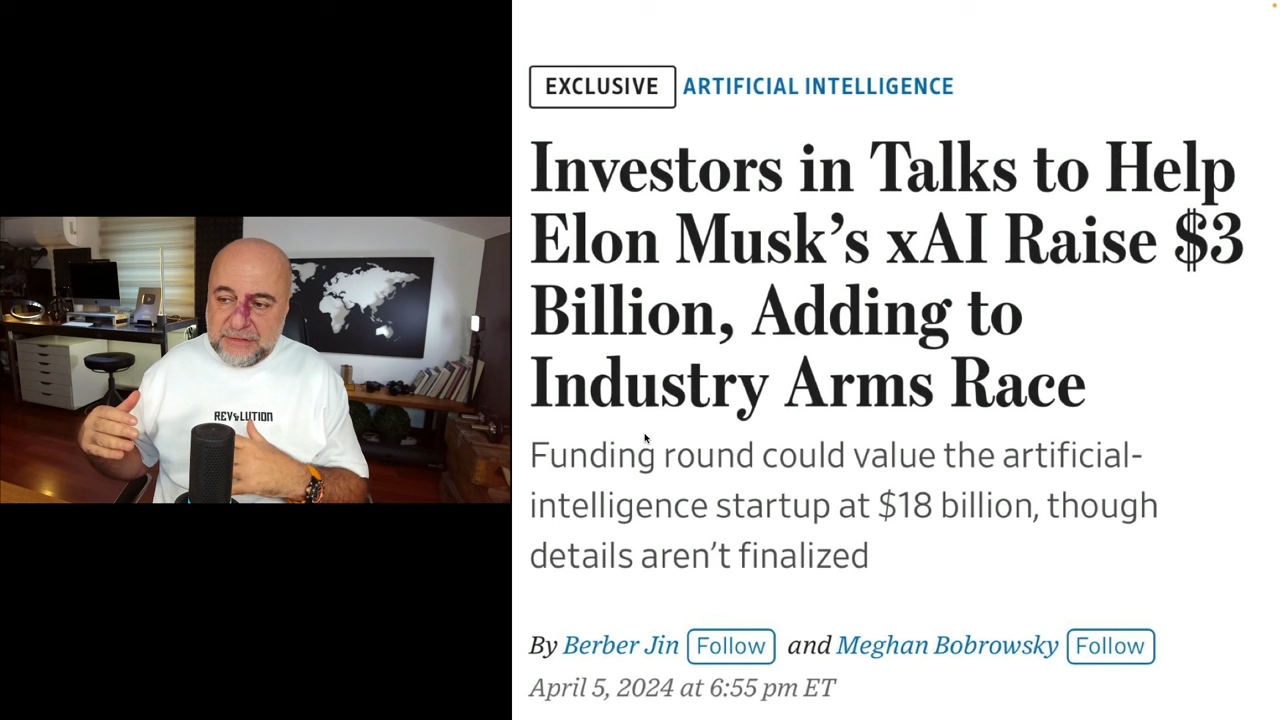 EXCLUSIVE ARTIFICIAL INTELLIGENCE
Investors in Talks to Help
Elon Musk’s xAI Raise $3
Billion, Adding to
Industry Arms Race
Funding round could value the artificial-
intelligence startup at $18 billion, though
details aren’t finalized
By Berber Jin Follow and Meghan Bobrowsky Follow
April 5, 2024 at 6:55 pm ET
REVOLUTION